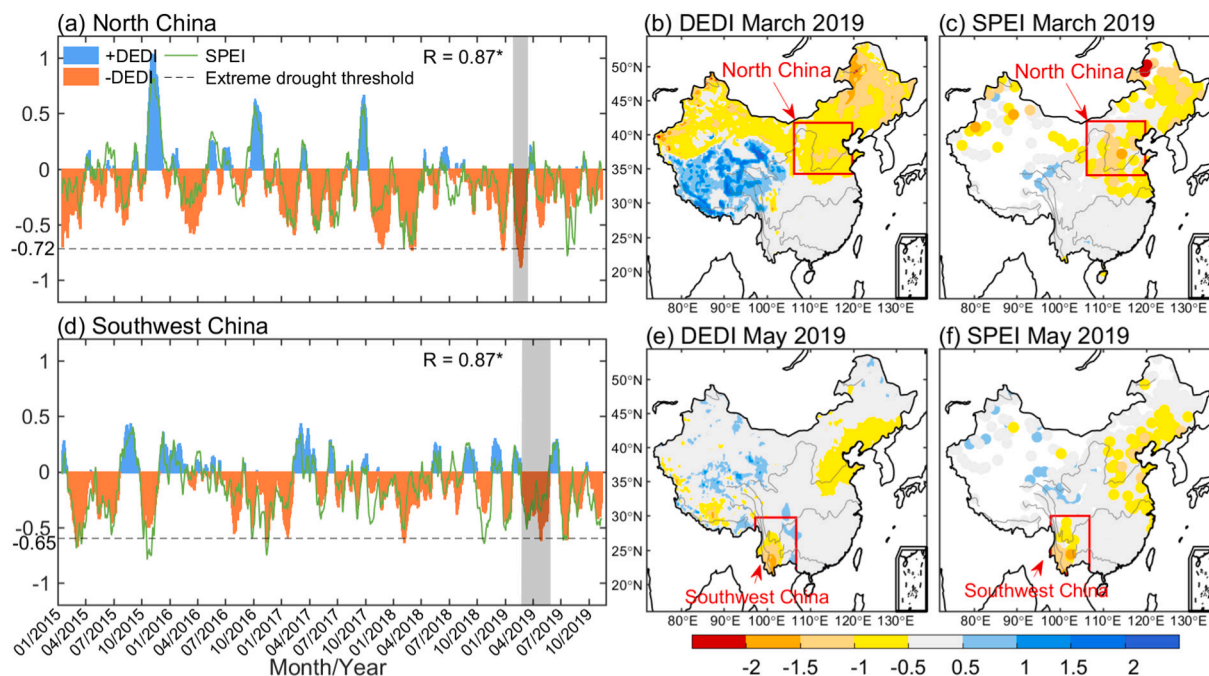 (a) North China
1
0.5
0
-0.5
-0.72
-1
+DEDI
-DEDI
SPEI
Extreme drought threshold
R = 0.87*
(b) DEDI March 2019
North China
50°N
45°N
40°N
35°N
30°N
25°N
20°N
80°E 90°E 100°E 110°E 120°E 130°E
(c) SPEI March 2019
North China
80°E 90°E 100°E 110°E 120°E 130°E
(d) Southwest China
1
0.5
0
-0.5
-0.65
-1
R = 0.87*
01/2015
04/2015
07/2015
10/2015
01/2016
04/2016
07/2016
10/2016
01/2017
04/2017
07/2017
10/2017
01/2018
04/2018
07/2018
10/2018
01/2019
04/2019
07/2019
10/2019
Month/Year
(e) DEDI May 2019
Southwest China
50°N
45°N
40°N
35°N
30°N
25°N
20°N
80°E 90°E 100°E 110°E 120°E 130°E
(f) SPEI May 2019
Southwest China
80°E 90°E 100°E 110°E 120°E 130°E
-2 -1.5 -1 -0.5 0.5 1 1.5 2